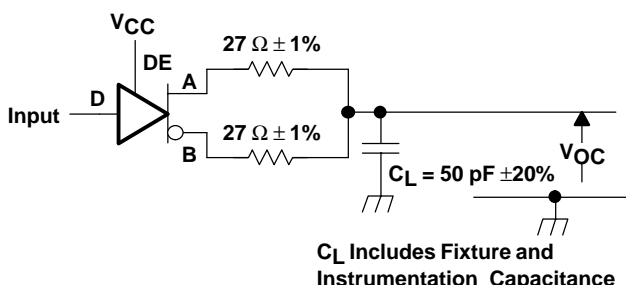 VCC
27 Ω ± 1%
DE
A
D
Input
27 Ω ± 1%
B
VOC
CL = 50 pF ±20%
CL Includes Fixture and
Instrumentation Capacitance